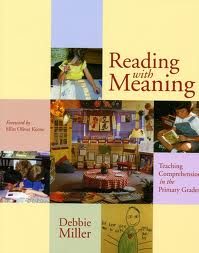 Foreword by
Ellin Oliver Keene
Reading
with
Meaning
Teaching
Comprehension
in the
Primary Grades
Debbie
Miller